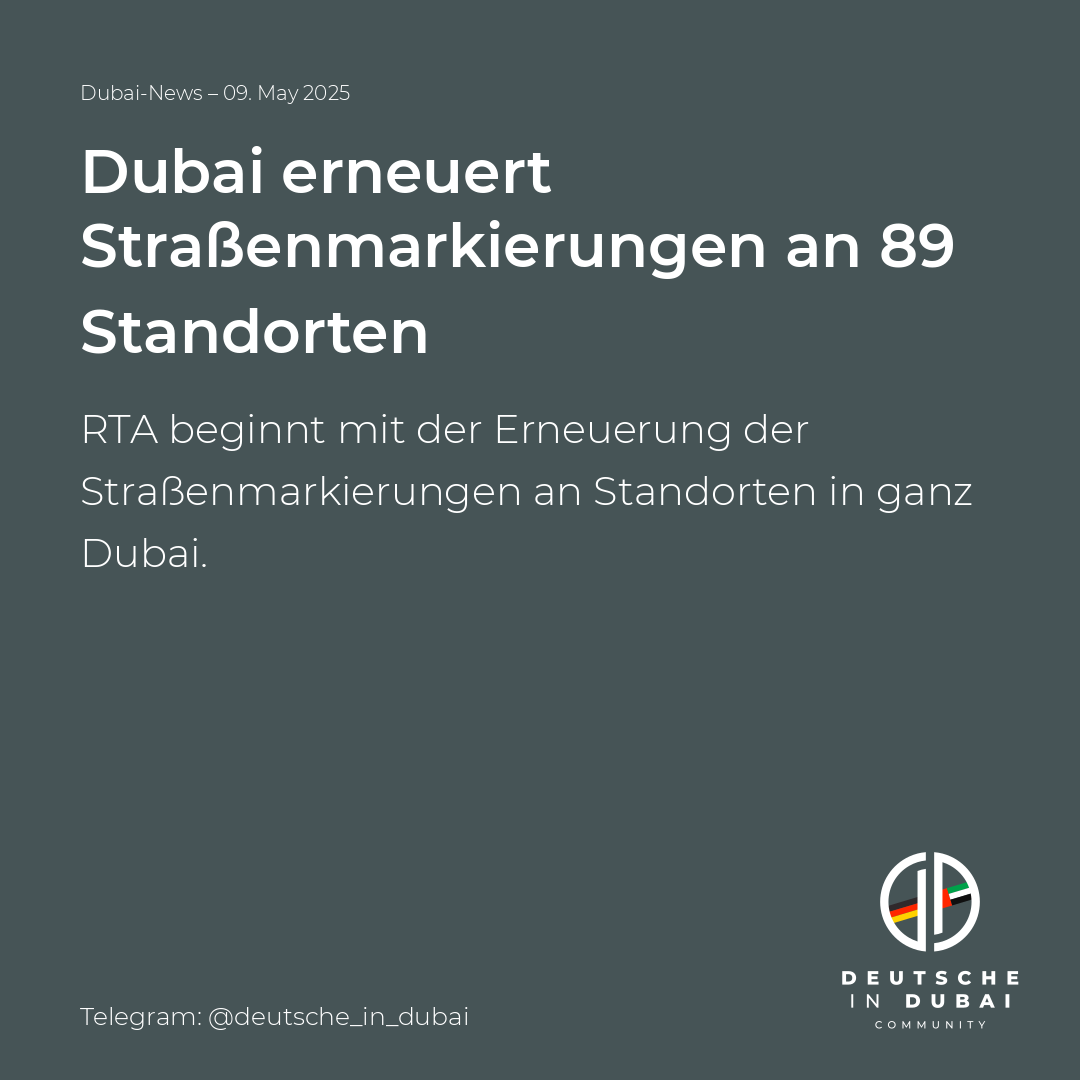 Dubai-News – 09. May 2025
Dubai erneuert
Straßenmarkierungen an 89
Standorten
RTA beginnt mit der Erneuerung der
Straßenmarkierungen an Standorten in ganz
Dubai.
DEUTSCHE
IN DUBAI
COMMUNITY
Telegram: @deutsche_in_dubai